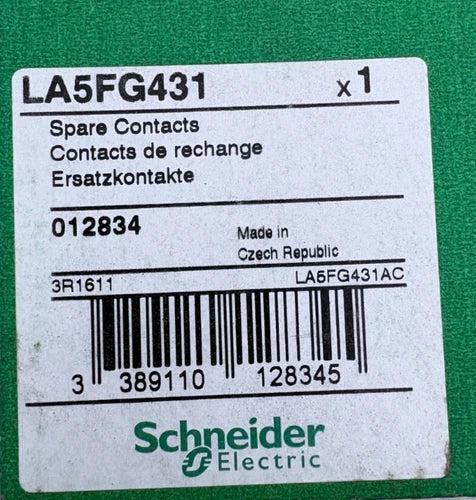 LA5FG431 x1
Spare Contacts
Contacts de rechange
Ersatzkontakte
012834 Made in
Czech Republic
3R1611 LA5FG431AC
3 389110 128345
Schneider
Electric